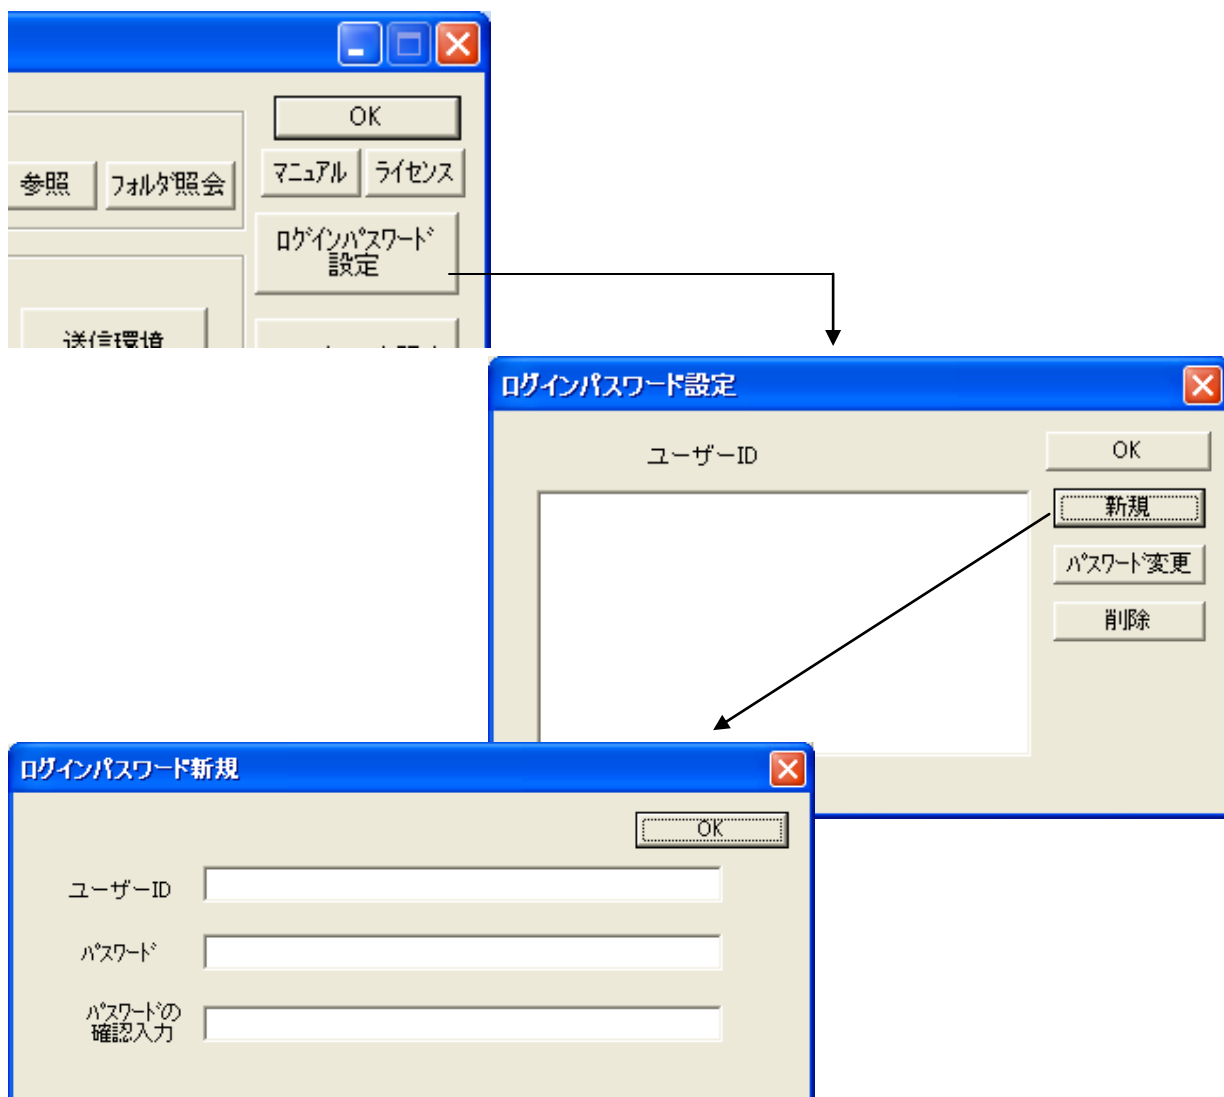 OK
マニュアル ライセンス
参照 フォルダ照会
ログインパスワード
設定
送信環境
ログインパスワード設定
ユーザーID
OK
新規
パスワード変更
削除
ログインパスワード新規
OK
ユーザーID
パスワード
パスワードの
確認入力